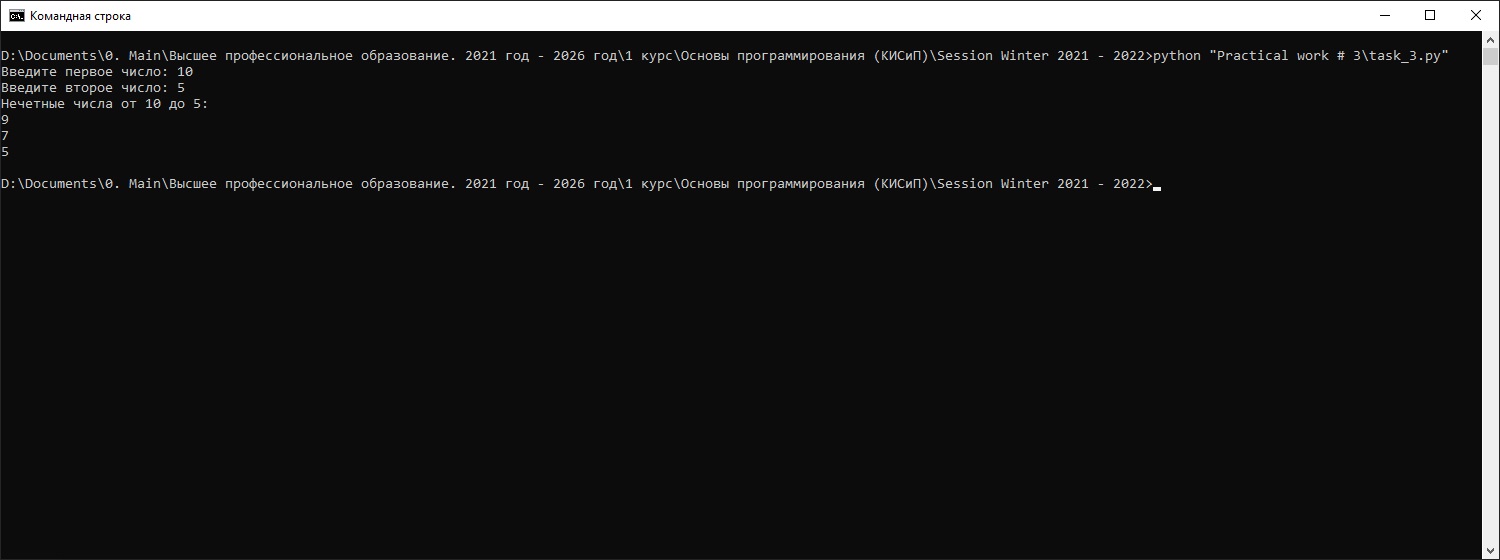 Командная строка
D:\Documents\0. Main\Высшее профессиональное образование. 2021 год - 2026 год\1 курс\Основы программирования (КИСиП)\Session Winter 2021 - 2022>python "Practical work # 3\task_3.py"
Введите первое число: 10
Введите второе число: 5
Нечетные числа от 10 до 5:
9
7
5
D:\Documents\0. Main\Высшее профессиональное образование. 2021 год - 2026 год\1 курс\Основы программирования (КИСиП)\Session Winter 2021 - 2022>